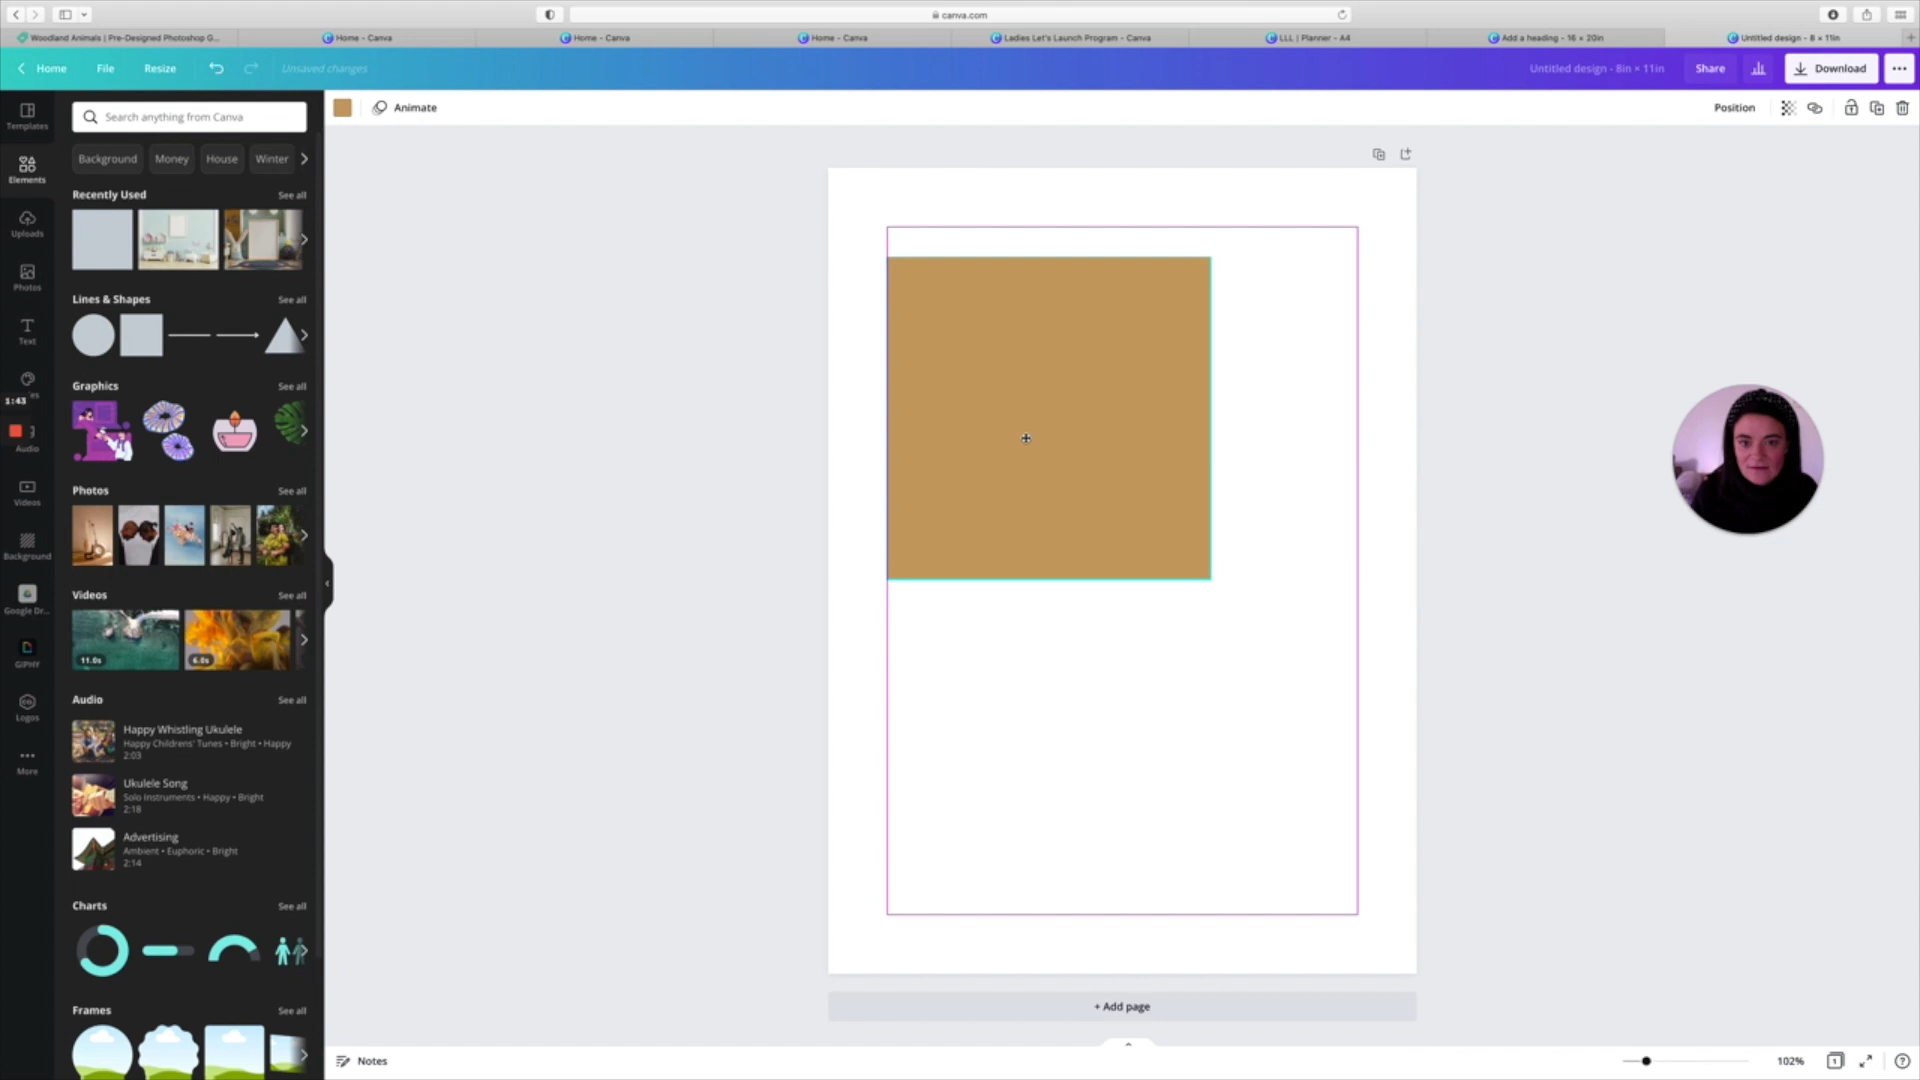 canva.com
Woodland Animals | Pre-Designed Photoshop G...
Home - Canva
Home - Canva
Home - Canva
Ladies Let's Launch Program - Canva
LLL | Planner - A4
Add a heading - 16 × 20in
Untitled design - 8 × 11in
Home
File
Resize
Unsaved changes
Untitled design - 8in × 11in
Share
Download
Animate
Position
Templates
Elements
Uploads
Photos
Text
1:43
Audio
Videos
Background
Google Dr...
GIPHY
Logos
More
Search anything from Canva
Background
Money
House
Winter
Recently Used
See all
Lines & Shapes
See all
Graphics
See all
Photos
See all
Videos
See all
11.0s
6.0s
Audio
See all
Happy Whistling Ukulele
Happy Childrens' Tunes • Bright • Happy
2:03
Ukulele Song
Solo Instruments • Happy • Bright
2:18
Advertising
Ambient • Euphoric • Bright
2:14
Charts
See all
Frames
See all
+ Add page
Notes
102%
1